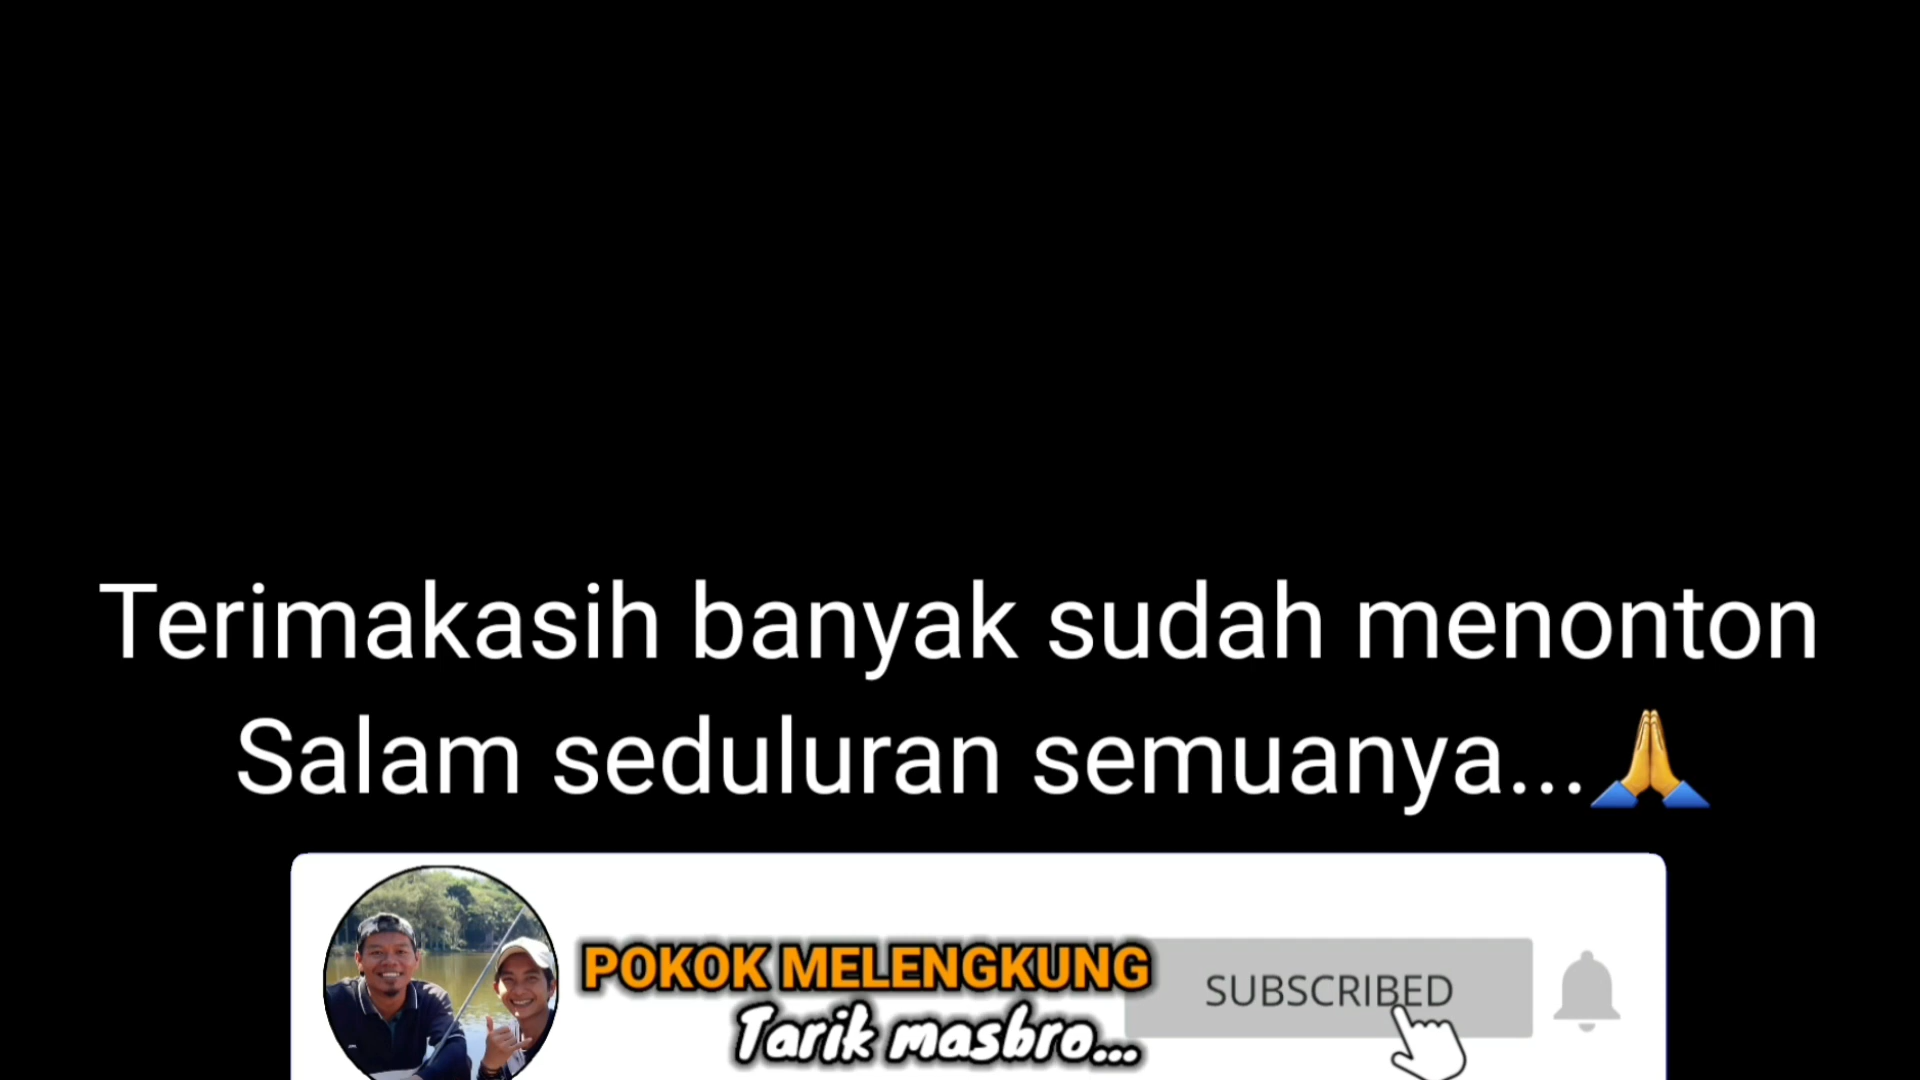 Terimakasih banyak sudah menonton
Salam seduluran semuanya...🙏
POKOK MELENGKUNG
Tarik masbro...
SUBSCRIBED